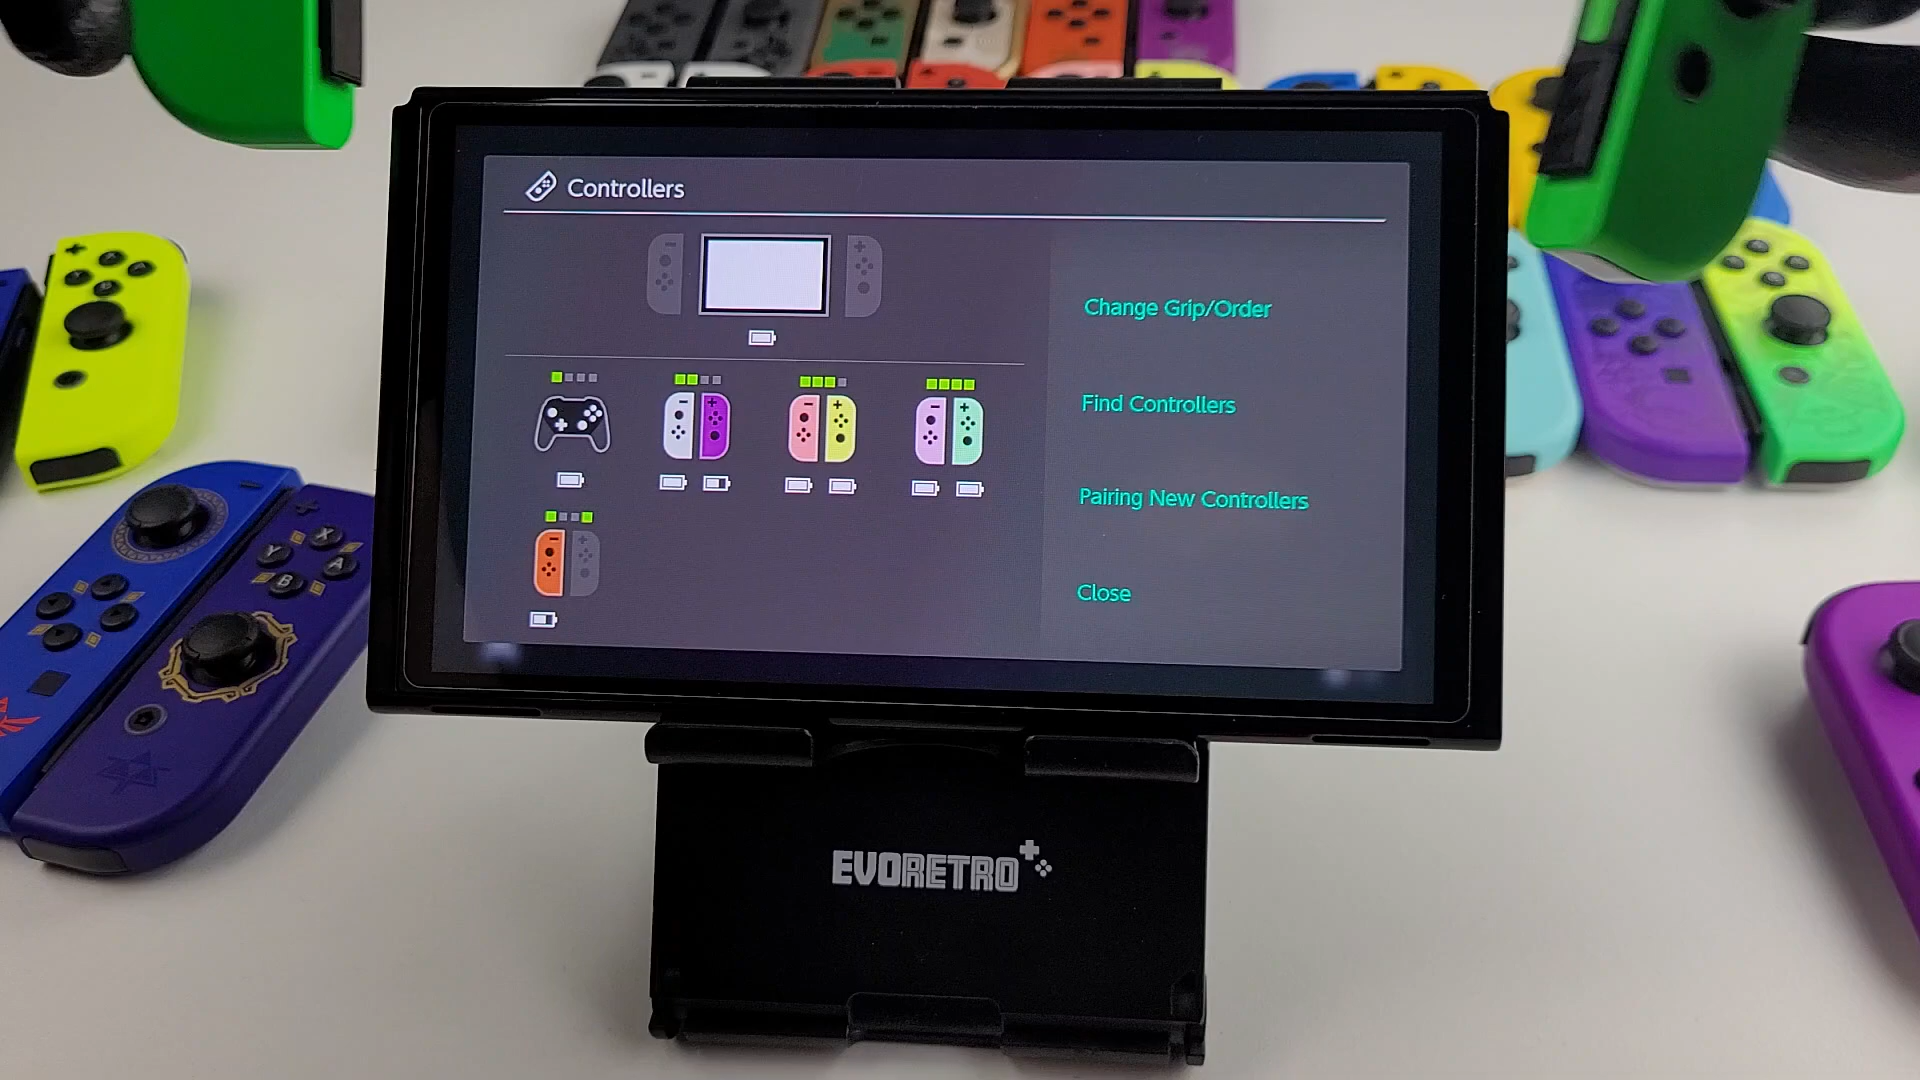 Controllers
Change Grip/Order
Find Controllers
Pairing New Controllers
Close
X
Y
A
B
EVORETRO